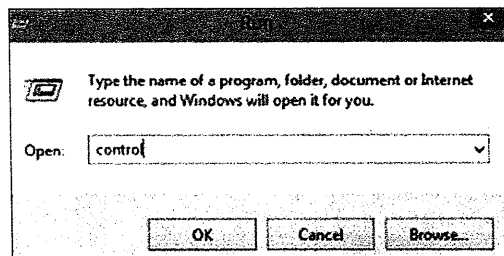 Run
Type the name of a program, folder, document or Internet
resource, and Windows will open it for you.
Open: control
OK Cancel Browse...